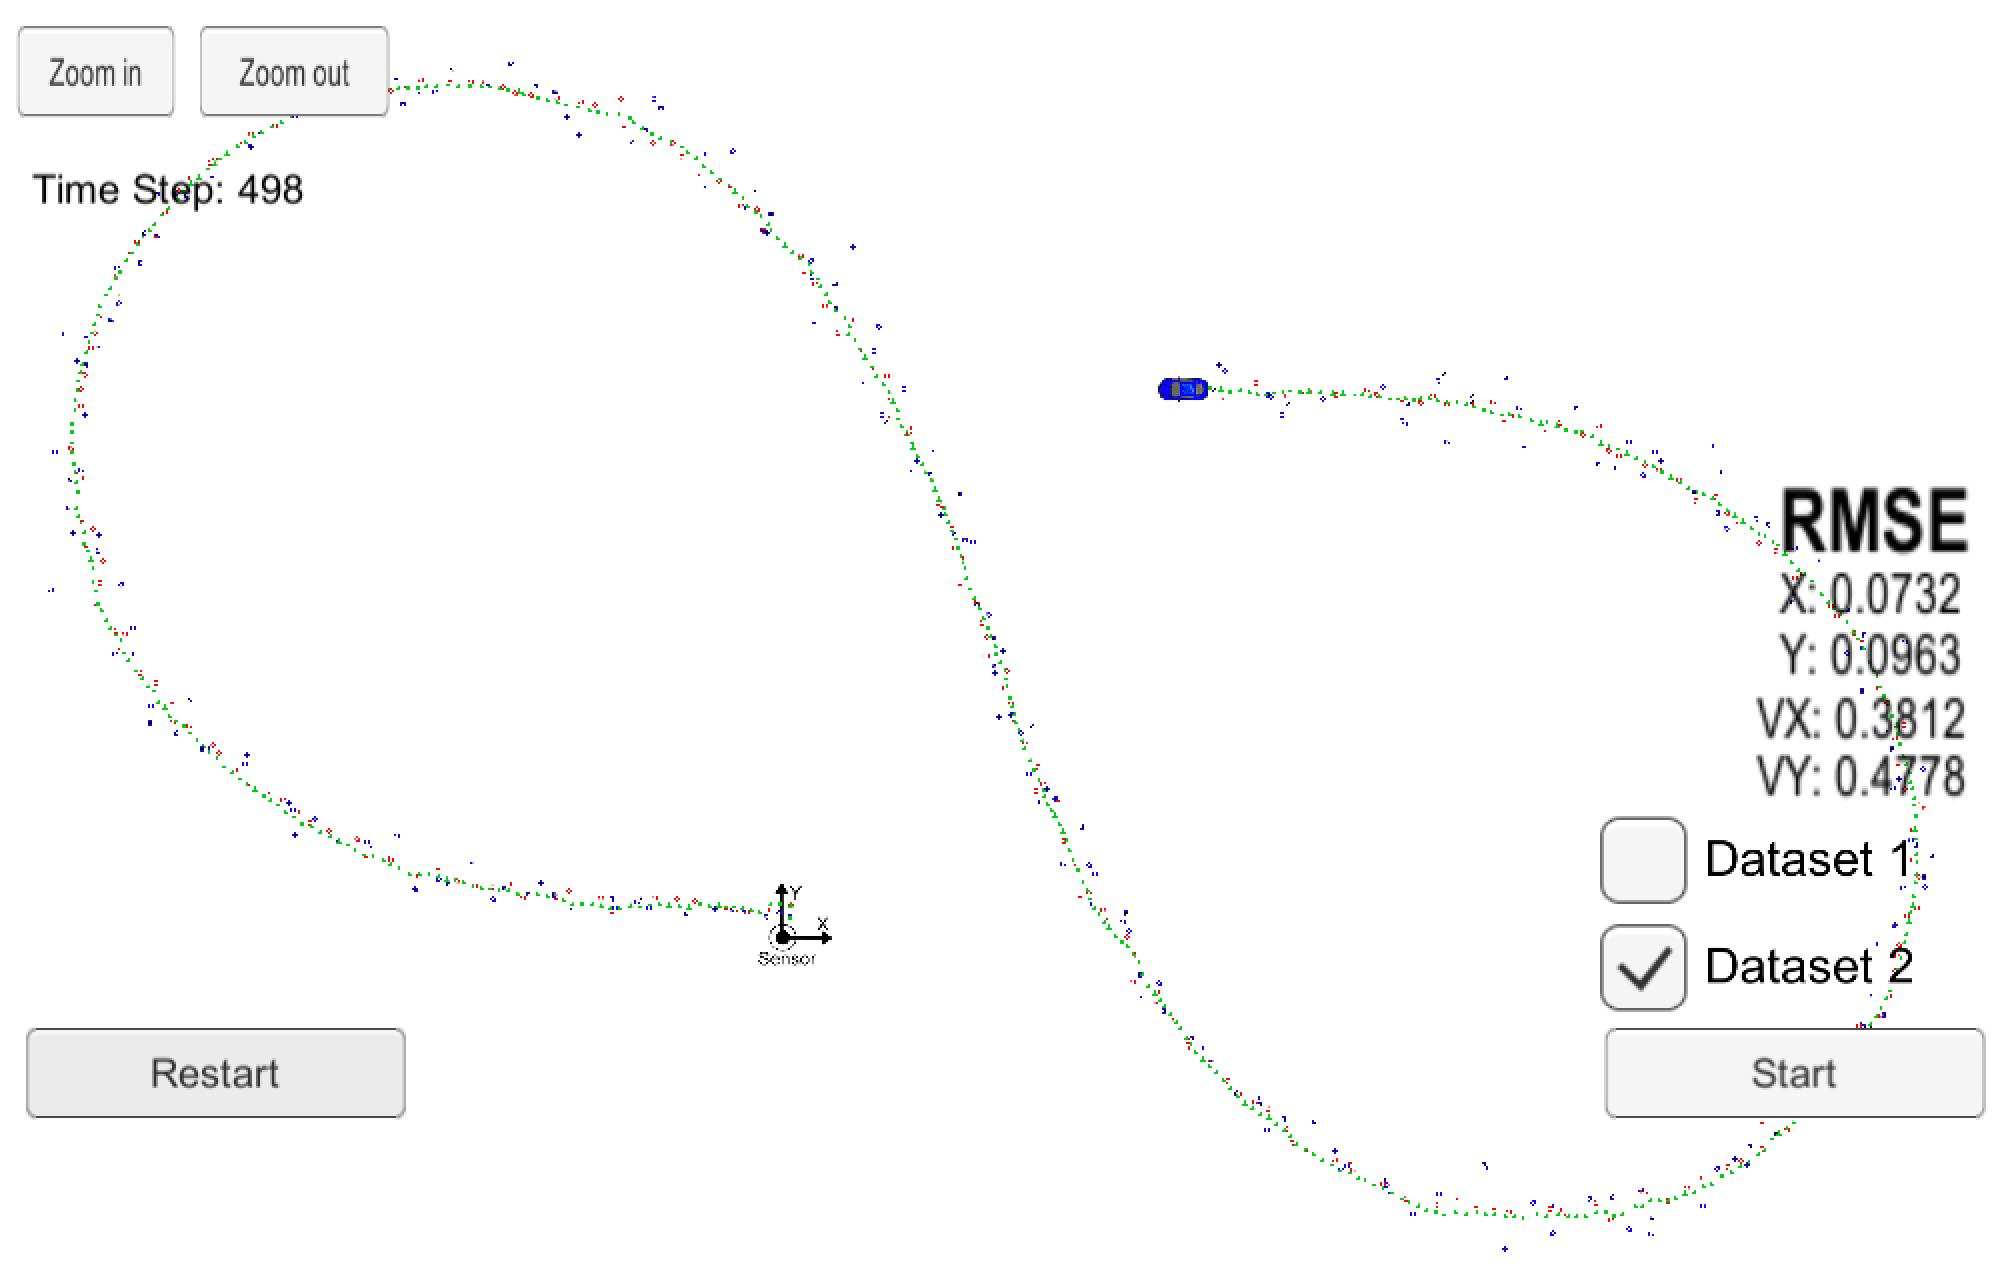 Zoom in
Zoom out
Time Step: 498
RMSE
X: 0.0732
Y: 0.0963
VX: 0.3812
VY: 0.4778
Dataset 1
Y
X
Sensor
Dataset 2
Restart
Start